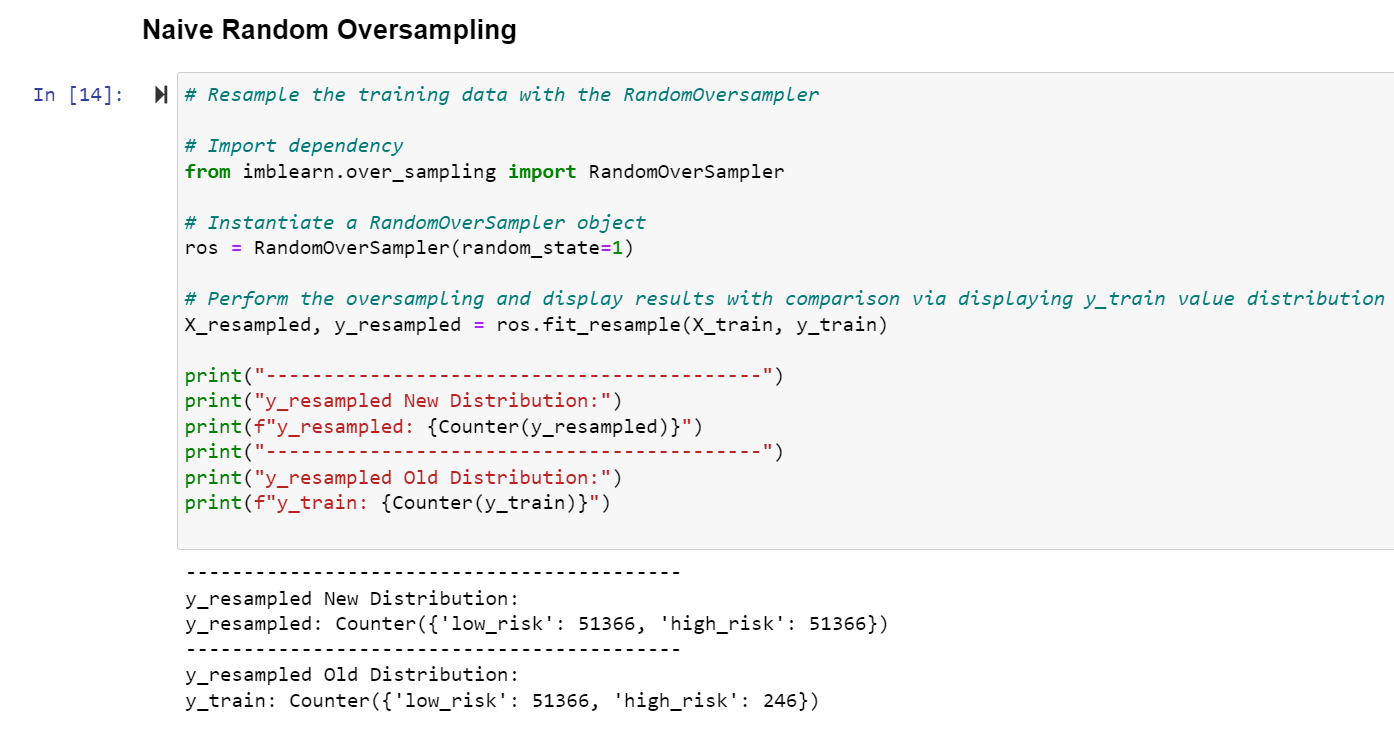 Naive Random Oversampling
In [14]:
# Resample the training data with the RandomOversampler
# Import dependency
from imblearn.over_sampling import RandomOverSampler
# Instantiate a RandomOverSampler object
ros = RandomOverSampler(random_state=1)
# Perform the oversampling and display results with comparison via displaying y_train value distribution
X_resampled, y_resampled = ros.fit_resample(X_train, y_train)
print("-------------------------------------------")
print("y_resampled New Distribution:")
print(f"y_resampled: {Counter(y_resampled)}")
print("-------------------------------------------")
print("y_resampled Old Distribution:")
print(f"y_train: {Counter(y_train)}")
-------------------------------------------
y_resampled New Distribution:
y_resampled: Counter({'low_risk': 51366, 'high_risk': 51366})
-------------------------------------------
y_resampled Old Distribution:
y_train: Counter({'low_risk': 51366, 'high_risk': 246})